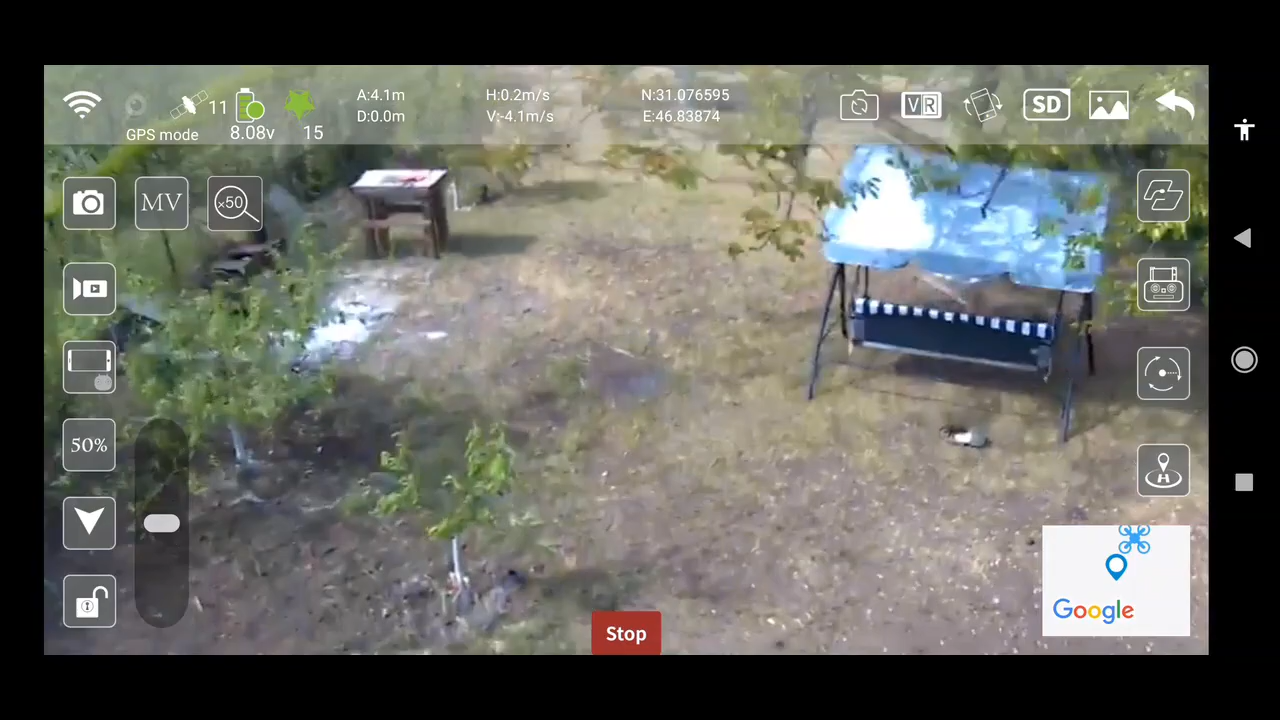 11
GPS mode
8.08v
15
A:4.1m
D:0.0m
H:0.2m/s
V:-4.1m/s
N:31.076595
E:46.83874
VR
SD
MV
x50
50%
H
Stop
Google